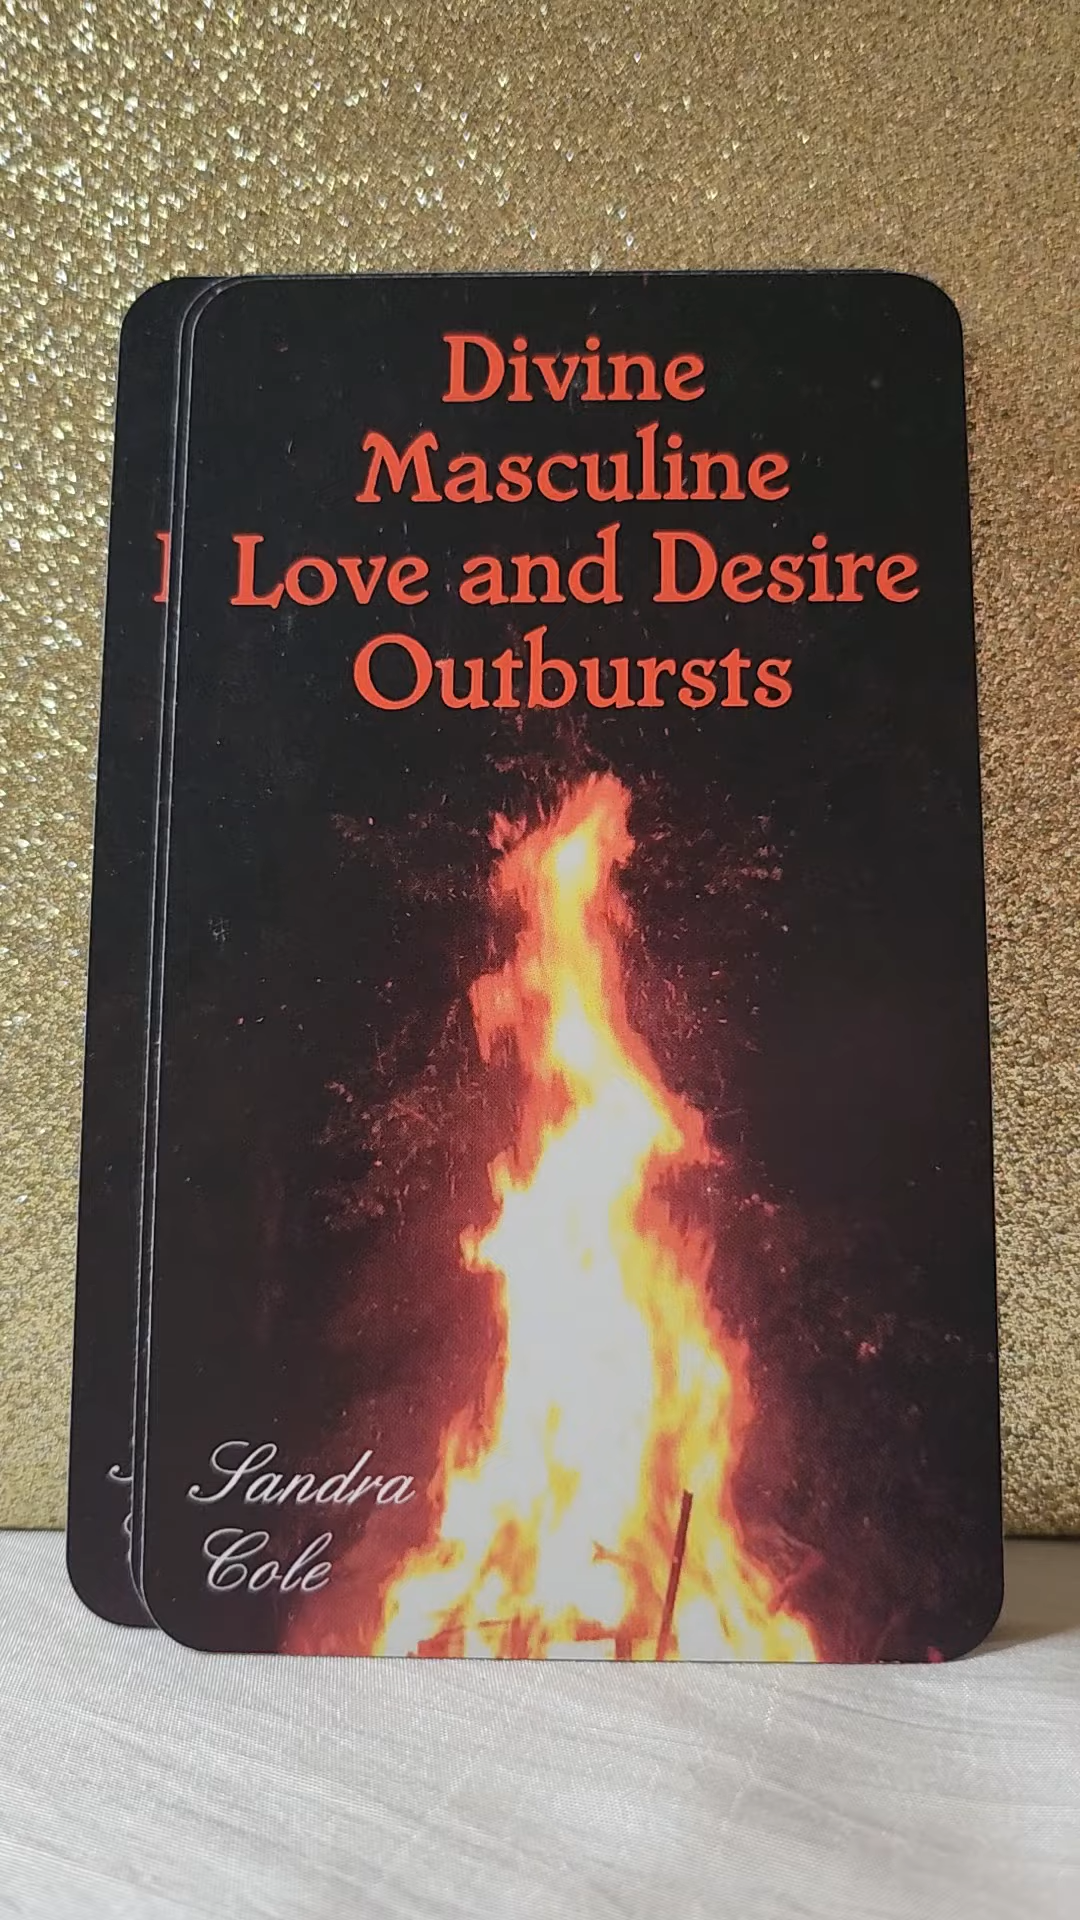 Divine
Masculine
Love and Desire
Outbursts
Sandra
Cole